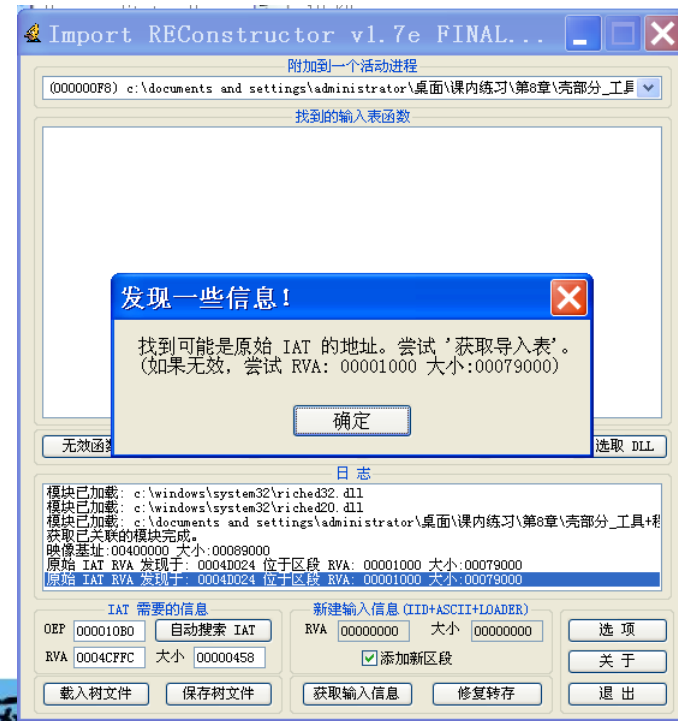 Import REConstructor v1.7e FINAL...
附加到一个活动进程
(000000F8) c:\documents and settings\administrator\桌面\课内练习\第8章\壳部分_工具
找到的输入表函数
发现一些信息!
找到可能是原始 IAT 的地址。尝试 '获取导入表'。
(如果无效, 尝试 RVA: 00001000 大小:00079000)
确定
无效函数
选取 DLL
日 志
模块已加载: c:\windows\system32\riched32.dll
模块已加载: c:\windows\system32\riched20.dll
模块已加载: c:\documents and settings\administrator\桌面\课内练习\第8章\壳部分_工具+程
获取已关联的模块完成。
映像基址:00400000 大小:00089000
原始 IAT RVA 发现于: 0004D024 位于区段 RVA: 00001000 大小:00079000
原始 IAT RVA 发现于: 0004D024 位于区段 RVA: 00001000 大小:00079000
IAT 需要的信息
新建输入信息(IID+ASCII+LOADER)
OEP 000010B0 自动搜索 IAT
RVA 00000000 大小 00000000
选 项
RVA 0004CFFC 大小 00000458
添加新区段
关 于
载入树文件 保存树文件 获取输入信息 修复转存 退 出